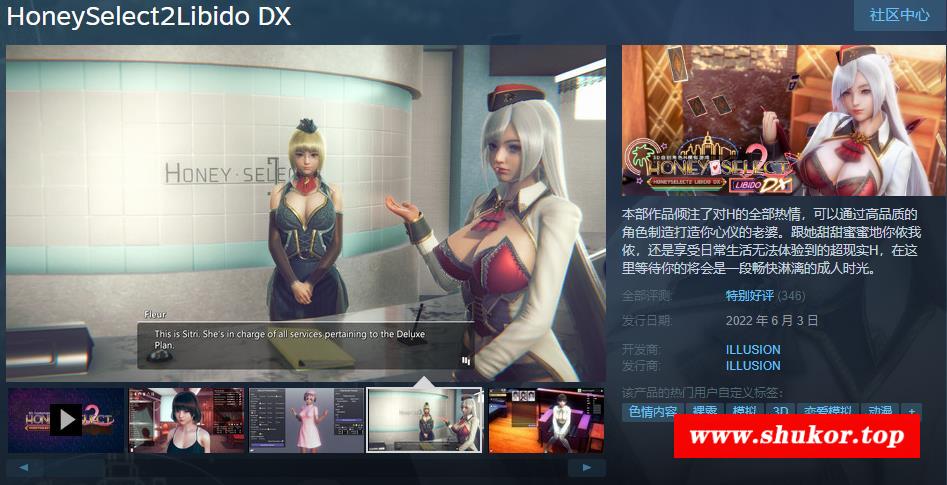 HoneySelect2Libido DX
社区中心
HONEY·SELE
Fleur
This is Sitri. She's in charge of all services pertaining to the Deluxe
Plan.
HONEY SELECT 2
HONEYSELECT2 LIBIDO DX
LIBIDO DX
本部作品倾注了对H的全部热情，可以通过高品质的
角色制造打造你心仪的老婆。跟她甜甜蜜蜜地你侬我
侬，还是享受日常生活无法体验到的超现实H，在这
里等待你的将会是一段畅快淋漓的成人时光。
全部评测:
特别好评 (346)
发行日期:
2022 年 6 月 3 日
开发商:
ILLUSION
发行商:
ILLUSION
该产品的热门用户自定义标签:
色情内容 裸露 模拟 3D 恋爱模拟 动漫 +
www.shukor.top